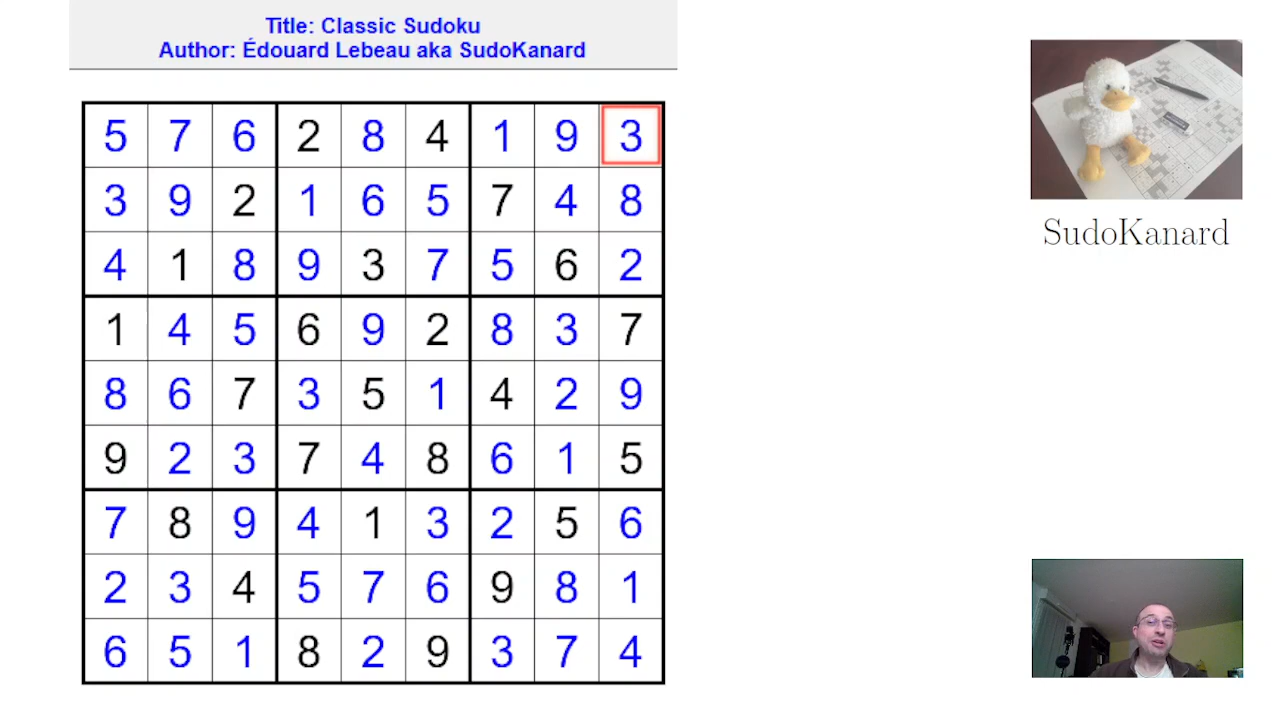 Title: Classic Sudoku
Author: Édouard Lebeau aka SudoKanard
5 7 6 2 8 4 1 9 3
3 9 2 1 6 5 7 4 8
4 1 8 9 3 7 5 6 2
1 4 5 6 9 2 8 3 7
8 6 7 3 5 1 4 2 9
9 2 3 7 4 8 6 1 5
7 8 9 4 1 3 2 5 6
2 3 4 5 7 6 9 8 1
6 5 1 8 2 9 3 7 4
SudoKanard